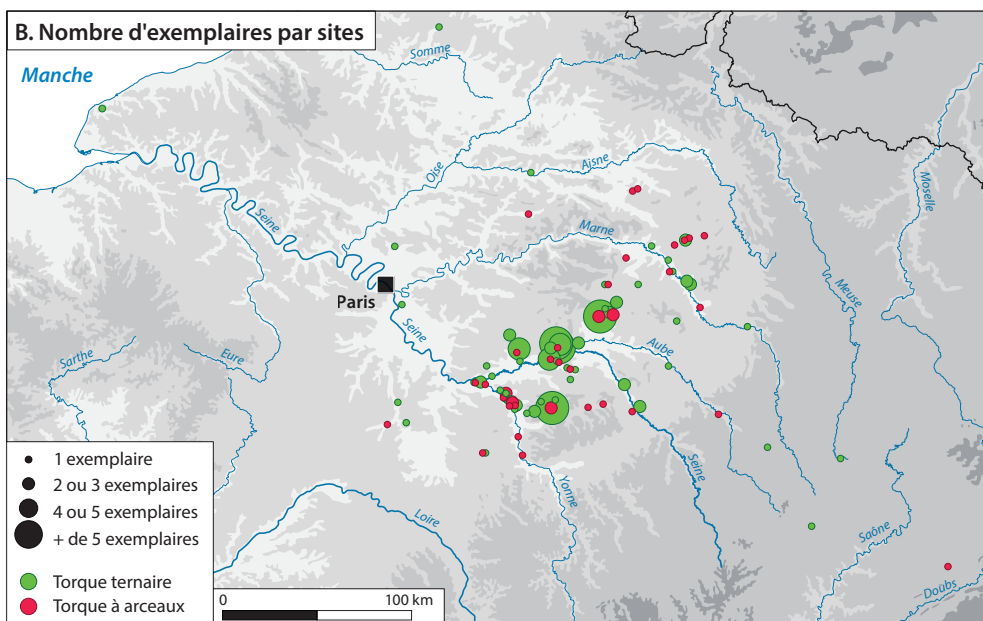 B. Nombre d'exemplaires par sites
Manche
Somme
Oise
Aisne
Moselle
Seine
Marne
Meuse
Paris
Seine
Aube
Sarthe
Eure
Seine
Yonne
Loire
Saône
Doubs
1 exemplaire
2 ou 3 exemplaires
4 ou 5 exemplaires
+ de 5 exemplaires
Torque ternaire
Torque à arceaux
0 100 km